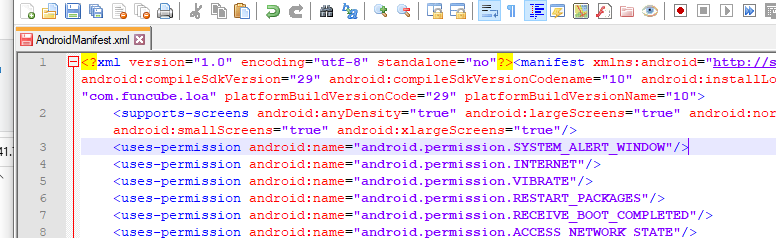 AndroidManifest.xml
1 <?xml version="1.0" encoding="utf-8" standalone="no"?><manifest xmlns:android="http://s
android:compileSdkVersion="29" android:compileSdkVersionCodename="10" android:installLo
"com.funcube.loa" platformBuildVersionCode="29" platformBuildVersionName="10">
2 <supports-screens android:anyDensity="true" android:largeScreens="true" android:nor
android:smallScreens="true" android:xlargeScreens="true"/>
3 <uses-permission android:name="android.permission.SYSTEM_ALERT_WINDOW"/>
4 <uses-permission android:name="android.permission.INTERNET"/>
5 <uses-permission android:name="android.permission.VIBRATE"/>
6 <uses-permission android:name="android.permission.RESTART_PACKAGES"/>
7 <uses-permission android:name="android.permission.RECEIVE_BOOT_COMPLETED"/>
8 <uses-permission android:name="android.permission.ACCESS_NETWORK_STATE"/>
41.